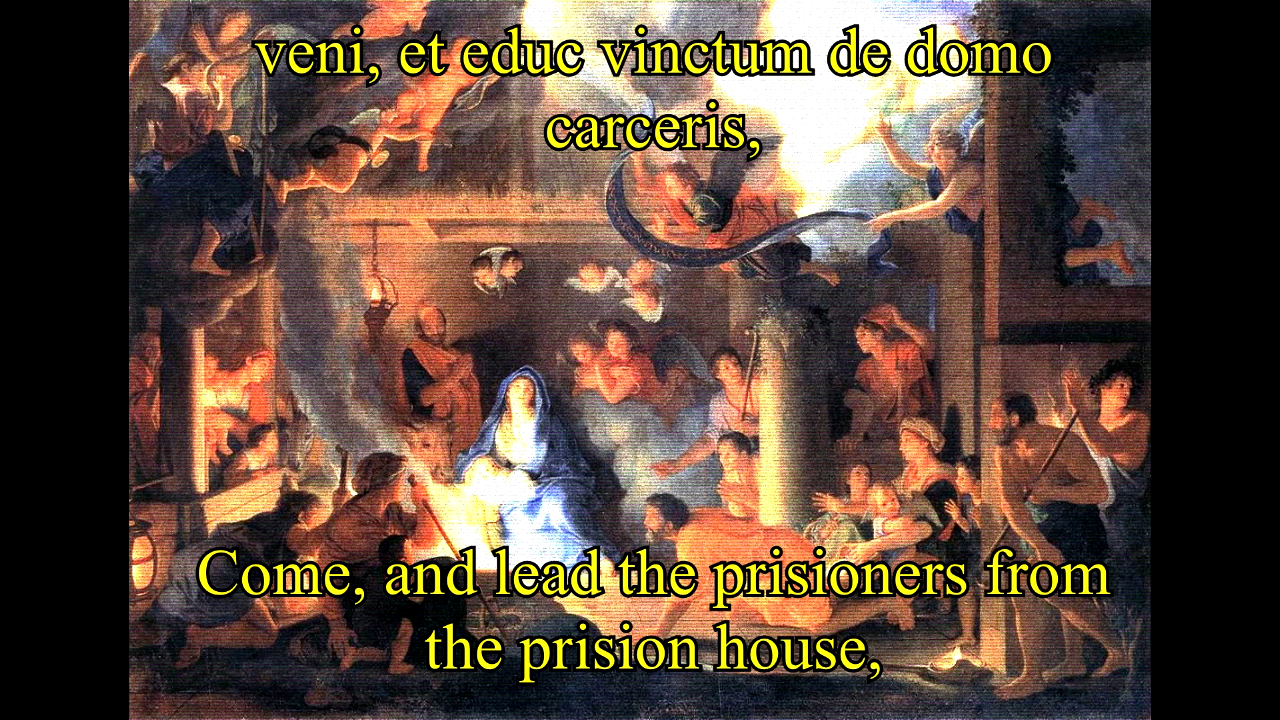 veni, et educ vinctum de domo
carceris,
Come, and lead the prisioners from
the prision house,